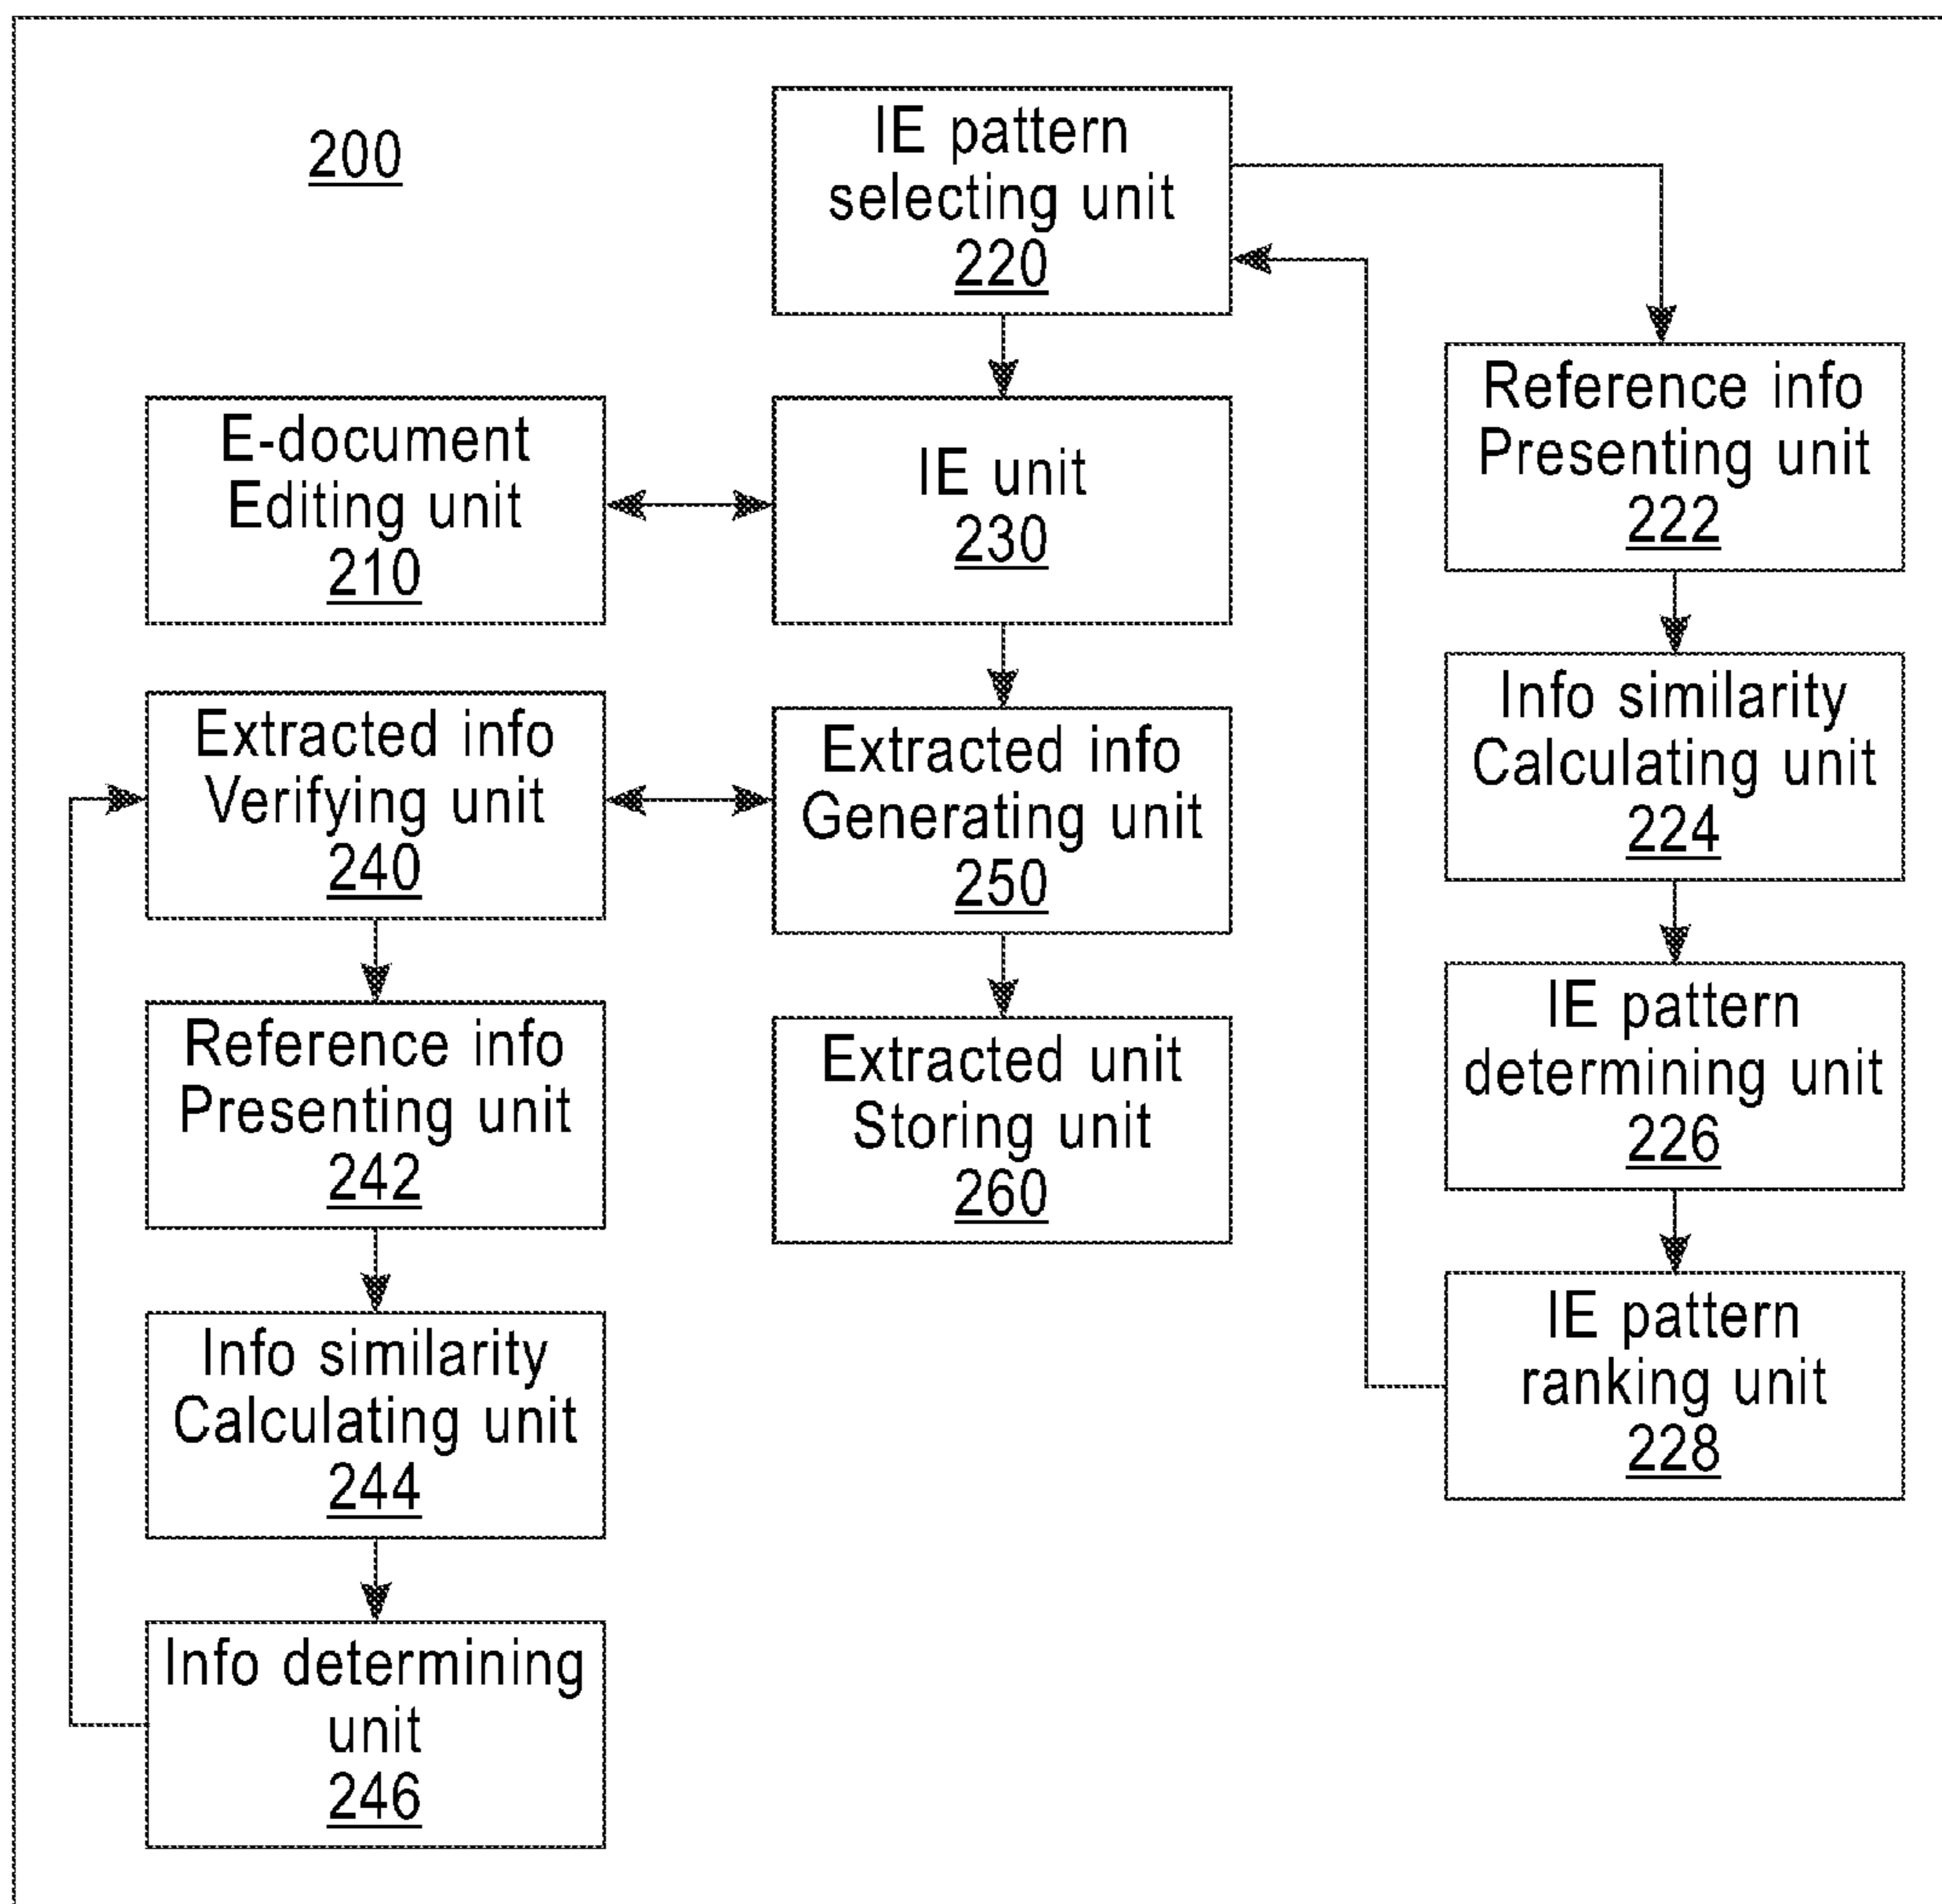 200
IE pattern
selecting unit
220
E-document
Editing unit
210
IE unit
230
Reference info
Presenting unit
222
Extracted info
Verifying unit
240
Extracted info
Generating unit
250
Info similarity
Calculating unit
224
Reference info
Presenting unit
242
Extracted unit
Storing unit
260
IE pattern
determining unit
226
Info similarity
Calculating unit
244
IE pattern
ranking unit
228
Info determining
unit
246